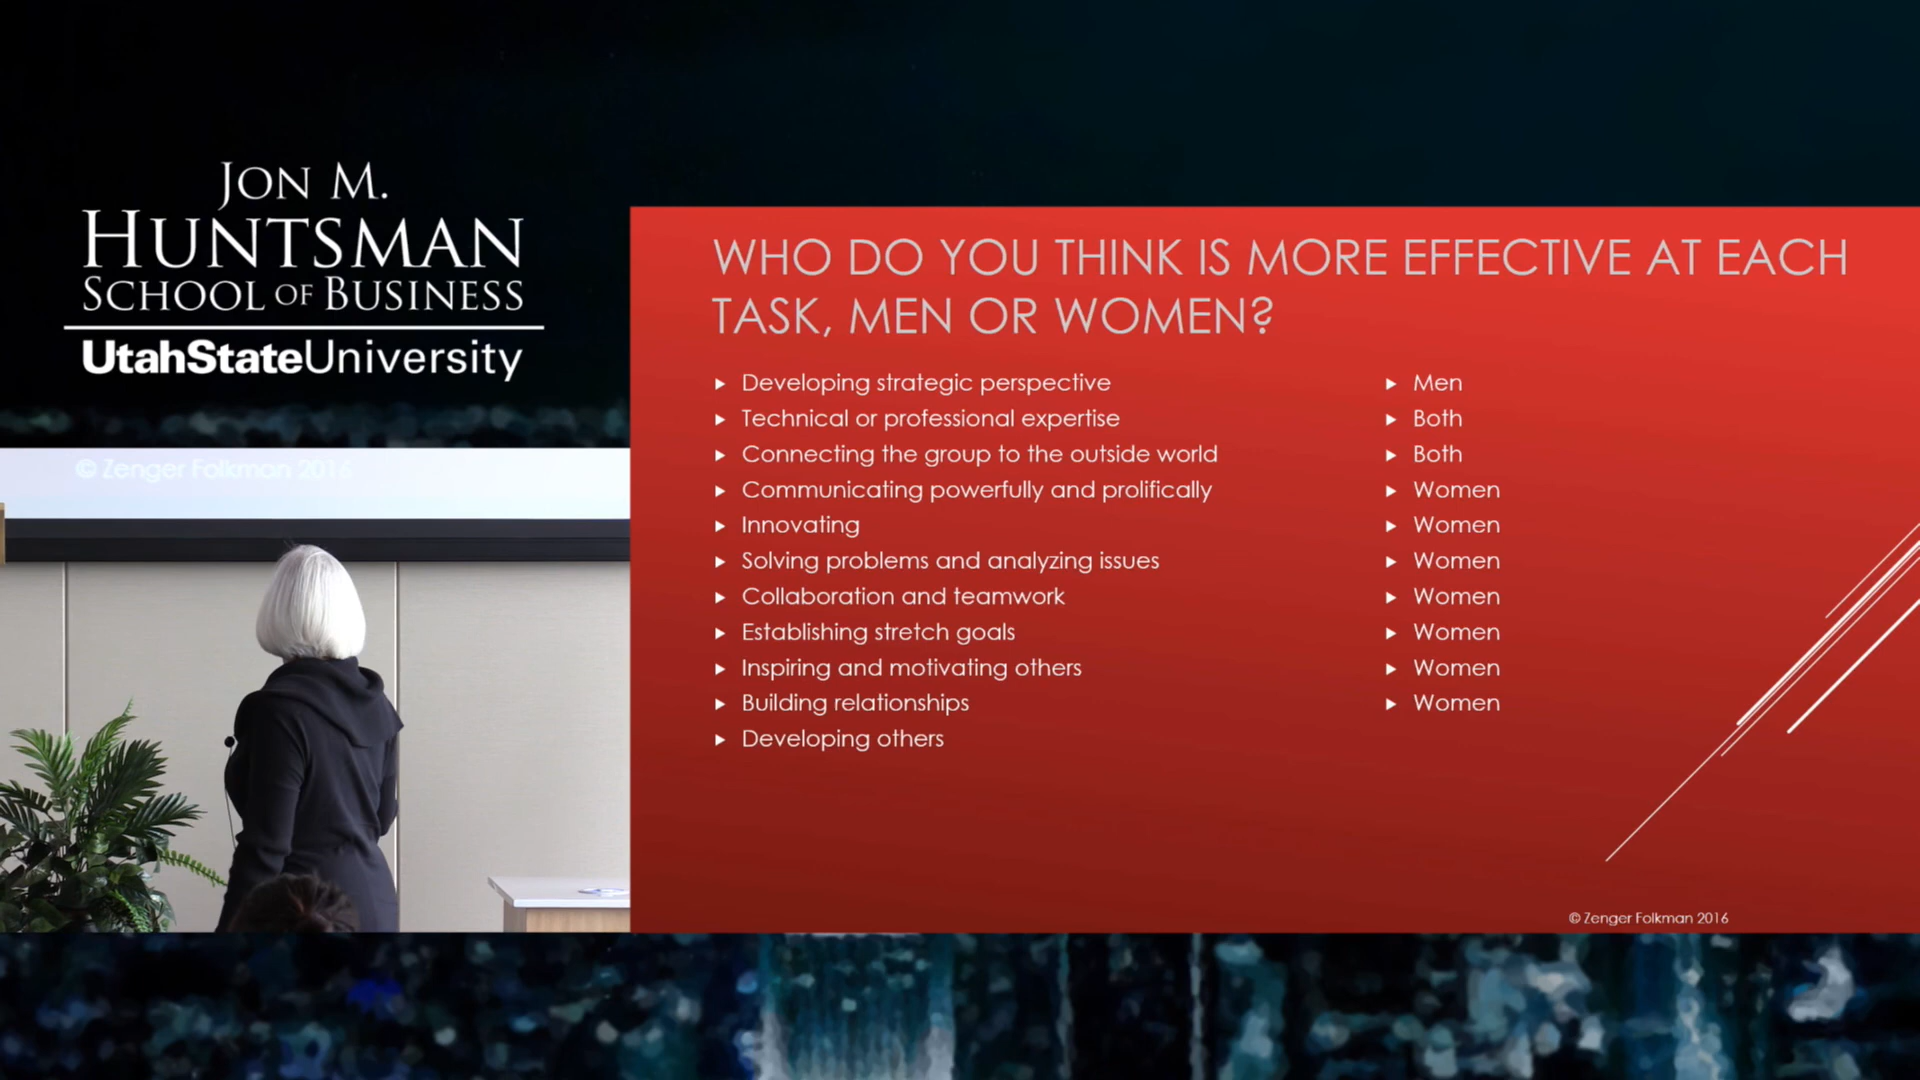 JON M.
HUNTSMAN
SCHOOL OF BUSINESS
UtahStateUniversity
© Zenger Folkman 2016
WHO DO YOU THINK IS MORE EFFECTIVE AT EACH
TASK, MEN OR WOMEN?
Developing strategic perspective
Men
Technical or professional expertise
Both
Connecting the group to the outside world
Both
Communicating powerfully and prolifically
Women
Innovating
Women
Solving problems and analyzing issues
Women
Collaboration and teamwork
Women
Establishing stretch goals
Women
Inspiring and motivating others
Women
Building relationships
Women
Developing others
© Zenger Folkman 2016